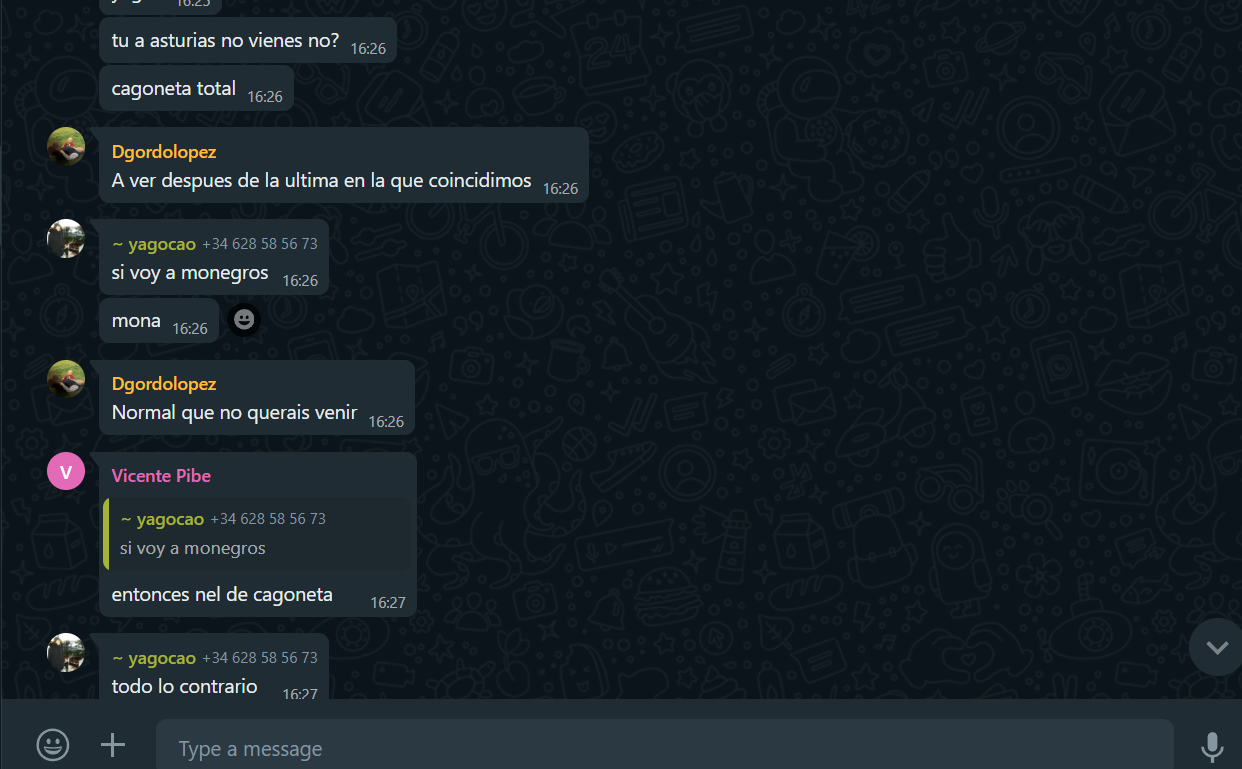 16:25
tu a asturias no vienes no? 16:26
cagoneta total 16:26
Dgordolopez
A ver despues de la ultima en la que coincidimos 16:26
~ yagocao +34 628 58 56 73
si voy a monegros 16:26
mona 16:26
Dgordolopez
Normal que no querais venir 16:26
V
Vicente Pibe
~ yagocao +34 628 58 56 73
si voy a monegros
entonces nel de cagoneta 16:27
~ yagocao +34 628 58 56 73
todo lo contrario 16:27
Type a message